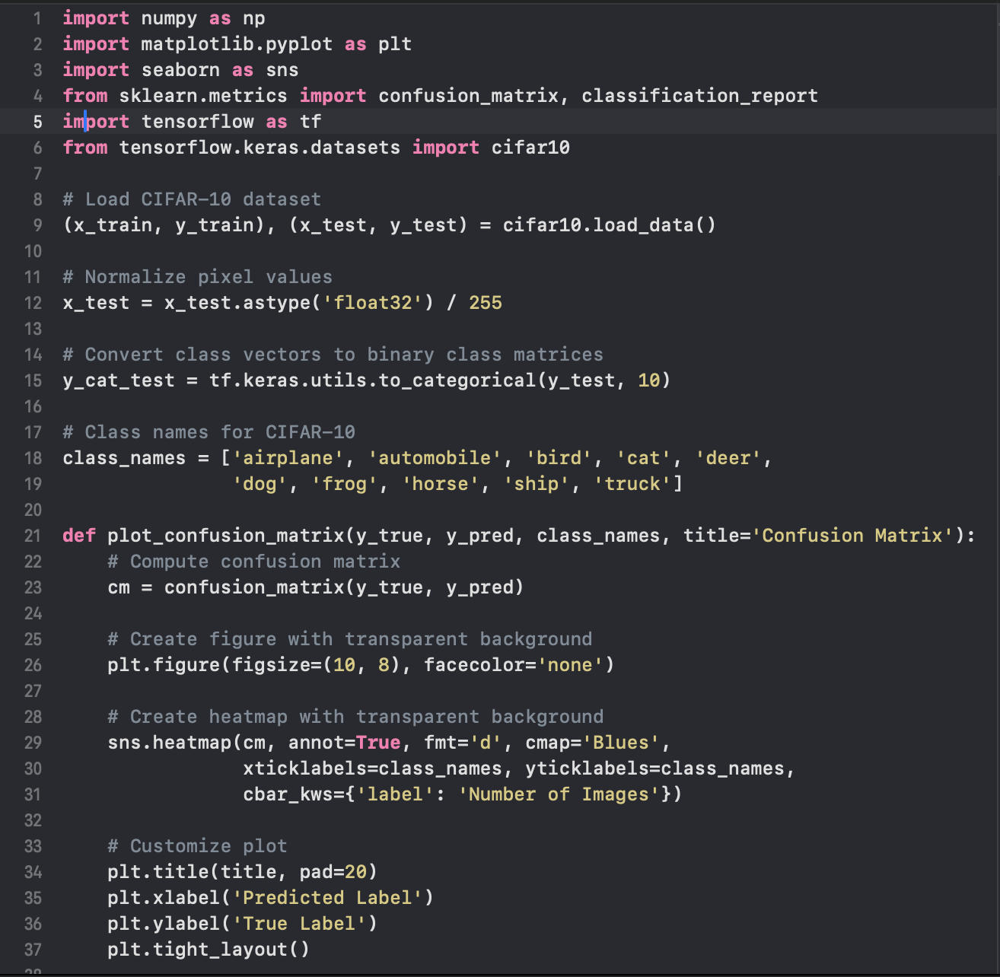 1 import numpy as np
2 import matplotlib.pyplot as plt
3 import seaborn as sns
4 from sklearn.metrics import confusion_matrix, classification_report
5 import tensorflow as tf
6 from tensorflow.keras.datasets import cifar10
7
8 # Load CIFAR-10 dataset
9 (x_train, y_train), (x_test, y_test) = cifar10.load_data()
10
11 # Normalize pixel values
12 x_test = x_test.astype('float32') / 255
13
14 # Convert class vectors to binary class matrices
15 y_cat_test = tf.keras.utils.to_categorical(y_test, 10)
16
17 # Class names for CIFAR-10
18 class_names = ['airplane', 'automobile', 'bird', 'cat', 'deer',
19                'dog', 'frog', 'horse', 'ship', 'truck']
20
21 def plot_confusion_matrix(y_true, y_pred, class_names, title='Confusion Matrix'):
22     # Compute confusion matrix
23     cm = confusion_matrix(y_true, y_pred)
24
25     # Create figure with transparent background
26     plt.figure(figsize=(10, 8), facecolor='none')
27
28     # Create heatmap with transparent background
29     sns.heatmap(cm, annot=True, fmt='d', cmap='Blues',
30                 xticklabels=class_names, yticklabels=class_names,
31                 cbar_kws={'label': 'Number of Images'})
32
33     # Customize plot
34     plt.title(title, pad=20)
35     plt.xlabel('Predicted Label')
36     plt.ylabel('True Label')
37     plt.tight_layout()